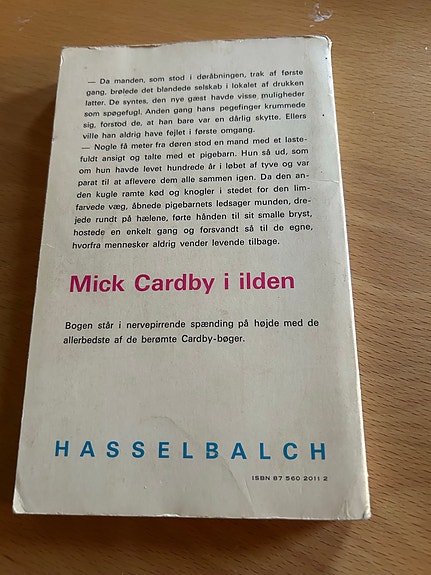 — Da manden, som stod i døråbningen, trak af første
gang, brølede det blandede selskab i lokalet af drukken
latter. De syntes, den nye gæst havde visse muligheder
som spøgefugl. Anden gang hans pegefinger krummede
sig, forstod de, at han bare var en dårlig skytte. Ellers
ville han aldrig have fejlet i første omgang.
— Nogle få meter fra døren stod en mand med et laste-
fuldt ansigt og talte med et pigebarn. Hun så ud, som
om hun havde levet hundrede år i løbet af tyve og var
parat til at aflevere dem alle sammen igen. Da den an-
den kugle ramte kød og knogler i stedet for den lim-
farvede væg, åbnede pigebarnets ledsager munden, dre-
jede rundt på hælene, førte hånden til sit smalle bryst,
hostede en enkelt gang og forsvandt så til de egne,
hvorfra mennesker aldrig vender levende tilbage.
Mick Cardby i ilden
Bogen står i nervepirrende spænding på højde med de
allerbedste af de berømte Cardby-bøger.
HASSELBALCH
ISBN 87 560 2011 2